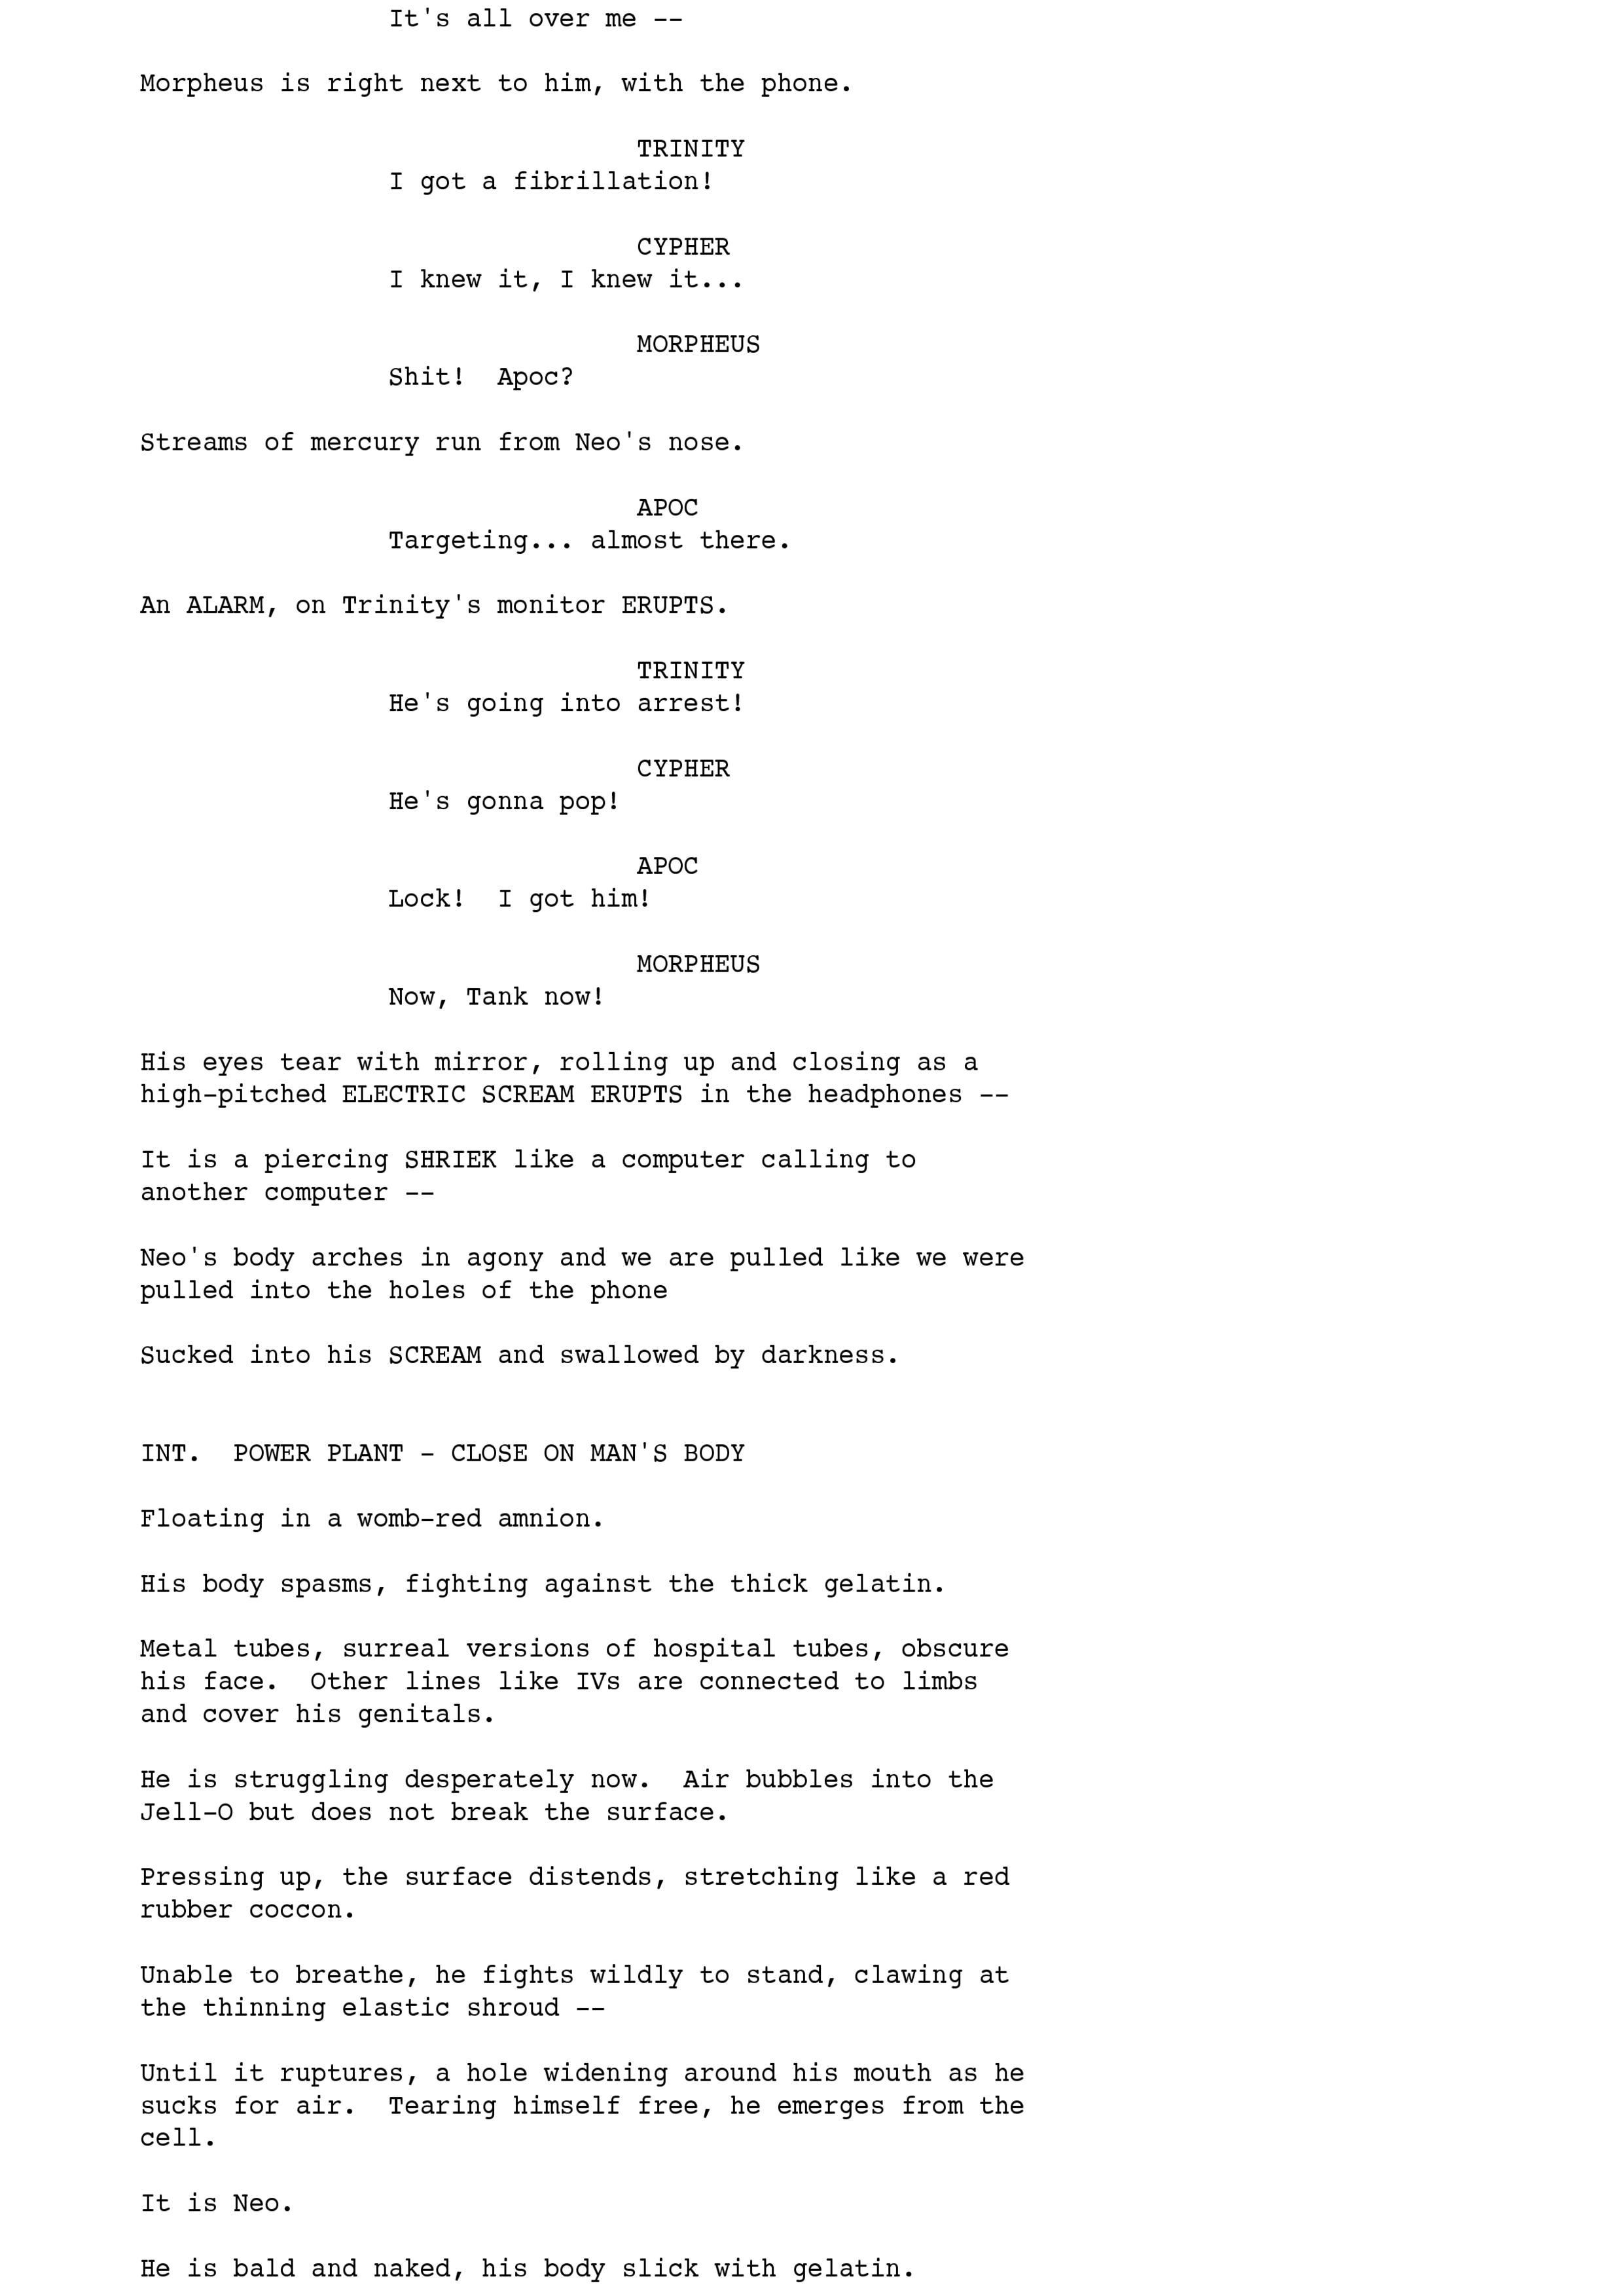 It's all over me --
Morpheus is right next to him, with the phone.
TRINITY
I got a fibrillation!
CYPHER
I knew it, I knew it...
MORPHEUS
Shit!  Apoc?
Streams of mercury run from Neo's nose.
APOC
Targeting... almost there.
An ALARM, on Trinity's monitor ERUPTS.
TRINITY
He's going into arrest!
CYPHER
He's gonna pop!
APOC
Lock!  I got him!
MORPHEUS
Now, Tank now!
His eyes tear with mirror, rolling up and closing as a
high-pitched ELECTRIC SCREAM ERUPTS in the headphones --
It is a piercing SHRIEK like a computer calling to
another computer --
Neo's body arches in agony and we are pulled like we were
pulled into the holes of the phone
Sucked into his SCREAM and swallowed by darkness.
INT.  POWER PLANT - CLOSE ON MAN'S BODY
Floating in a womb-red amnion.
His body spasms, fighting against the thick gelatin.
Metal tubes, surreal versions of hospital tubes, obscure
his face.  Other lines like IVs are connected to limbs
and cover his genitals.
He is struggling desperately now.  Air bubbles into the
Jell-O but does not break the surface.
Pressing up, the surface distends, stretching like a red
rubber coccon.
Unable to breathe, he fights wildly to stand, clawing at
the thinning elastic shroud --
Until it ruptures, a hole widening around his mouth as he
sucks for air.  Tearing himself free, he emerges from the
cell.
It is Neo.
He is bald and naked, his body slick with gelatin.